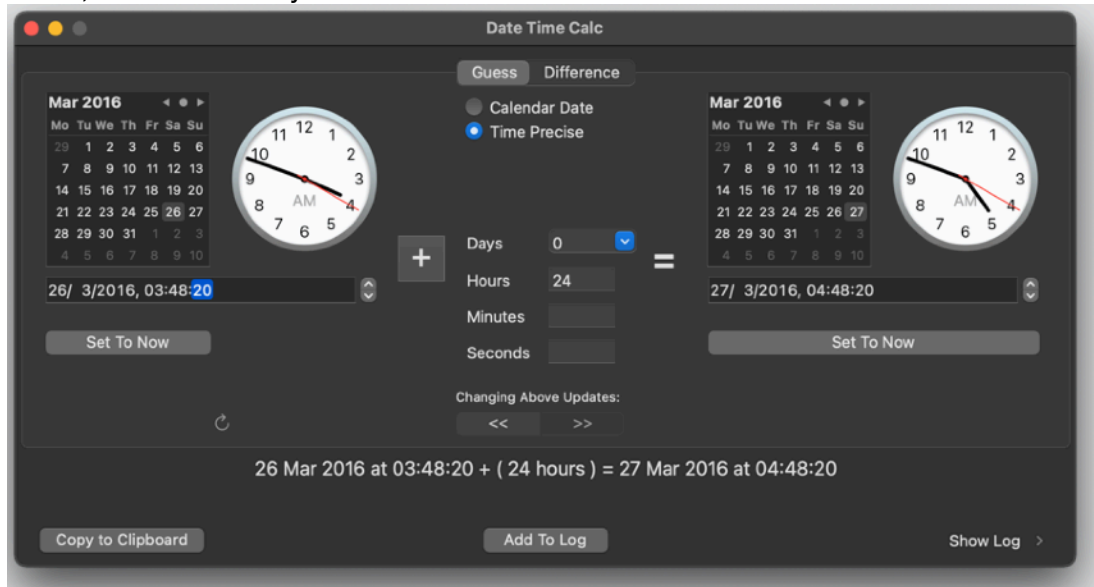 Date Time Calc
Guess Difference
Mar 2016
Mo Tu We Th Fr Sa Su
29 1 2 3 4 5 6
7 8 9 10 11 12 13
14 15 16 17 18 19 20
21 22 23 24 25 26 27
28 29 30 31 1 2 3
4 5 6 7 8 9 10
12 1 2 3 4 5 6 7 8 9 10 11
AM
26/ 3/2016, 03:48:20
Set To Now
Calendar Date
Time Precise
+
Days 0
Hours 24
Minutes
Seconds
Changing Above Updates:
<< >>
=
Mar 2016
Mo Tu We Th Fr Sa Su
29 1 2 3 4 5 6
7 8 9 10 11 12 13
14 15 16 17 18 19 20
21 22 23 24 25 26 27
28 29 30 31 1 2 3
4 5 6 7 8 9 10
12 1 2 3 4 5 6 7 8 9 10 11
AM
27/ 3/2016, 04:48:20
Set To Now
26 Mar 2016 at 03:48:20 + ( 24 hours ) = 27 Mar 2016 at 04:48:20
Copy to Clipboard
Add To Log
Show Log >